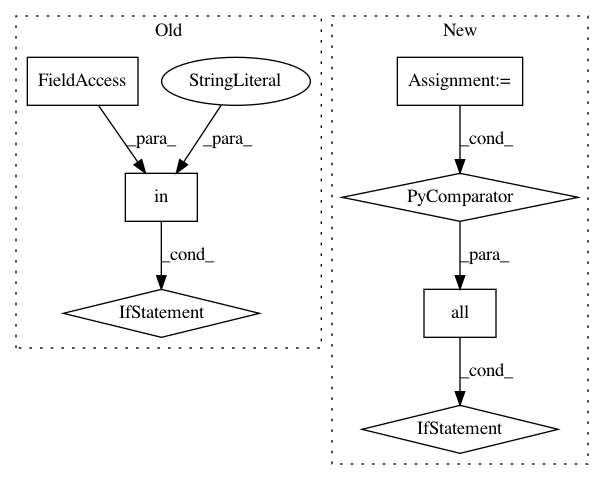 Old
FieldAccess
StringLiteral
_para_
_para_
in
_cond_
IfStatement
New
Assignment:=
_cond_
PyComparator
_para_
all
_cond_
IfStatement